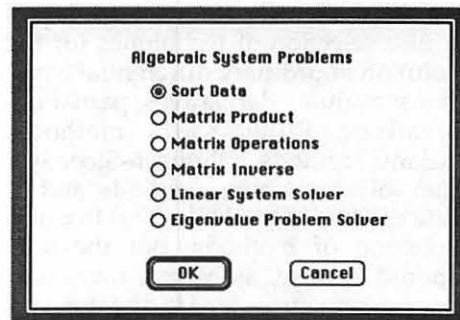 Algebraic System Problems
Sort Data
Matrix Product
Matrix Operations
Matrix Inverse
Linear System Solver
Eigenvalue Problem Solver
OK Cancel